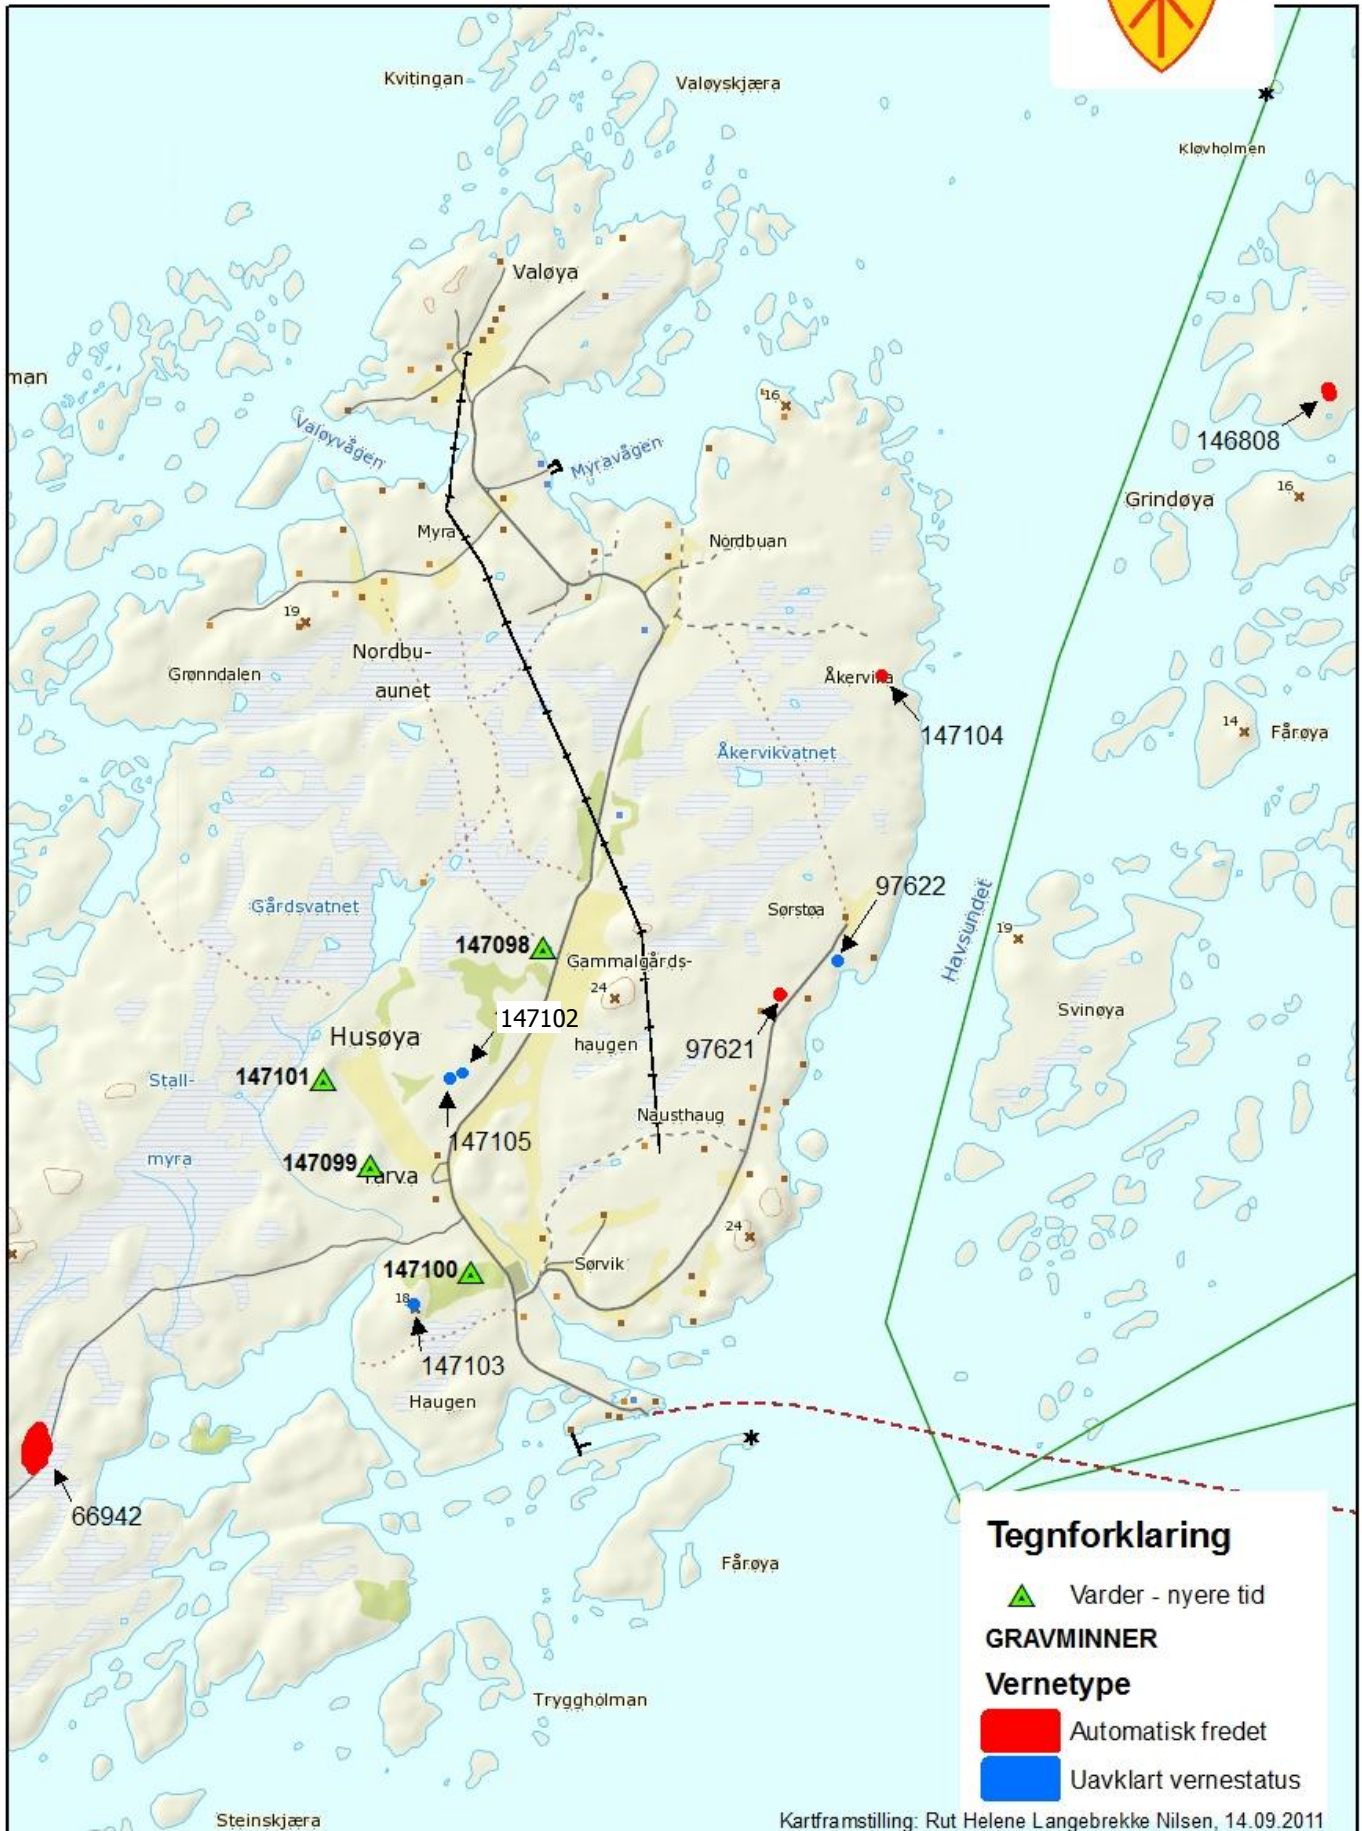 Kvitingan
Valøyskjæra
Kløvholmen
Valøya
man
16
146808
Valøyvågen
Myravågen
16
Grindøya
Myra
Nordbuan
19
Nordbu-
aunet
Grønndalen
147104
14
Fårøya
Åkervikvatnet
97622
Gårdsvatnet
Sørstøa
Havsundet
19
147098
Gammalgårds-
24
haugen
147102
Svinøya
Husøya
97621
147101
Stall-
myra
Nausthaug
147105
147099
24
Sørvik
147100
18
147103
Haugen
66942
Fårøya
Tryggholman
Steinskjæra
Tegnforklaring
Varder - nyere tid
GRAVMINNER
Vernetype
Automatisk fredet
Uavklart vernestatus
Kartframstilling: Rut Helene Langebrekke Nilsen, 14.09.2011